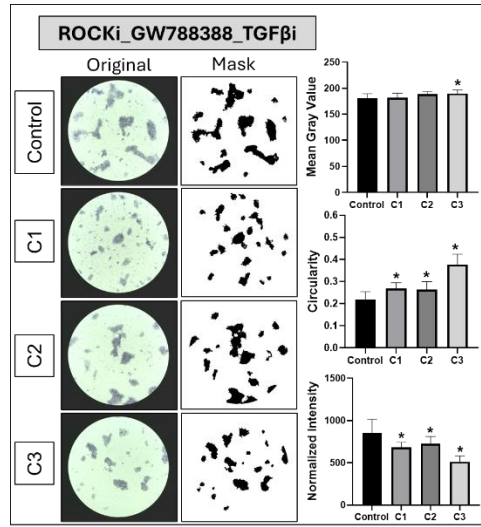 ROCKi_GW788388_TGFβi
Original
Mask
Control
C1
C2
C3
Mean Gray Value
250
200
150
100
50
0
*
Control C1 C2 C3
Circularity
0.6
0.5
0.4
0.3
0.2
0.1
0.0
* * *
Control C1 C2 C3
Normalized Intensity
1500
1000
500
0
* * *
Control C1 C2 C3